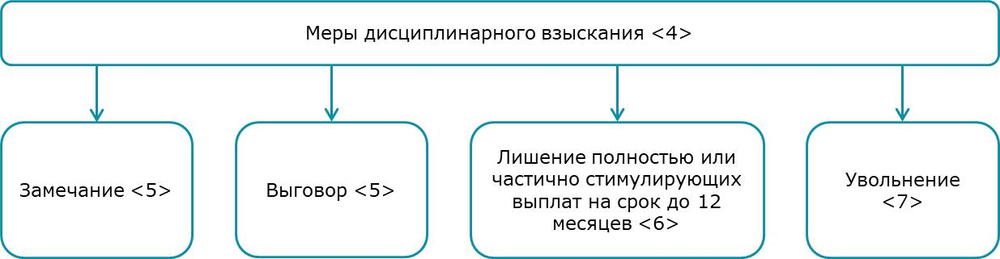 Меры дисциплинарного взыскания <4>
Замечание <5>
Выговор <5>
Лишение полностью или
частично стимулирующих
выплат на срок до 12
месяцев <6>
Увольнение
<7>